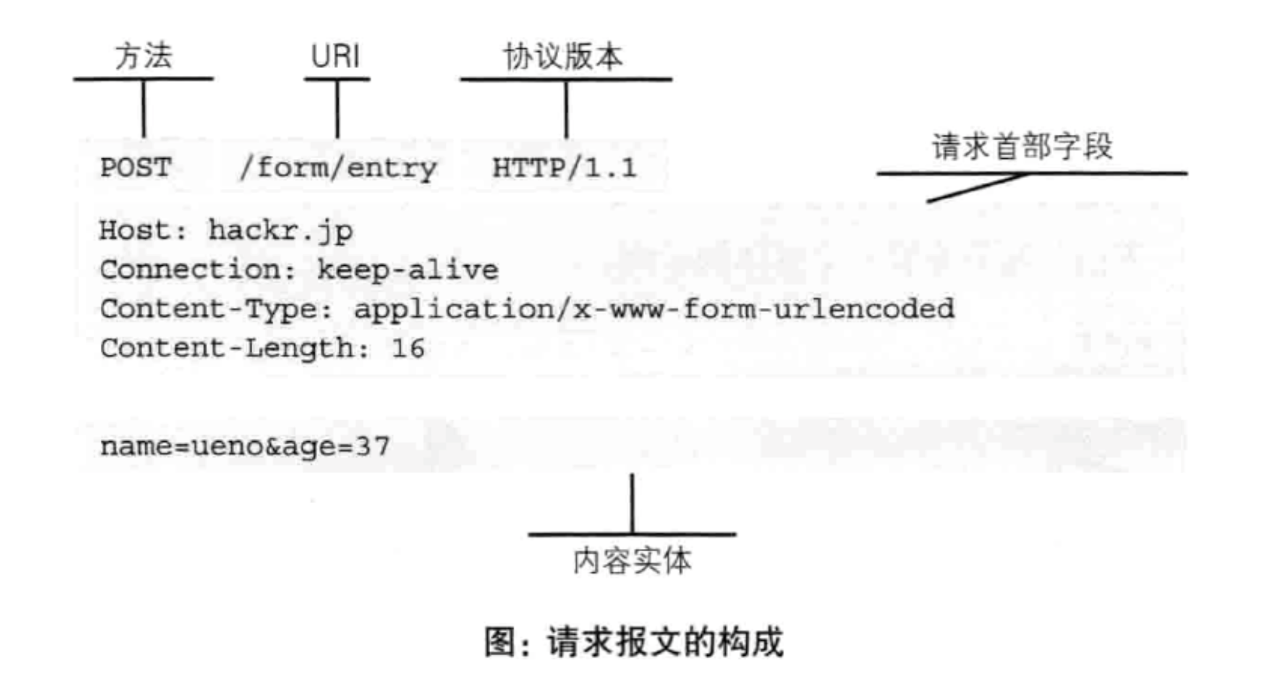 方法 URI 协议版本
请求首部字段
POST /form/entry HTTP/1.1
Host: hackr.jp
Connection: keep-alive
Content-Type: application/x-www-form-urlencoded
Content-Length: 16
name=ueno&age=37
内容实体
图：请求报文的构成